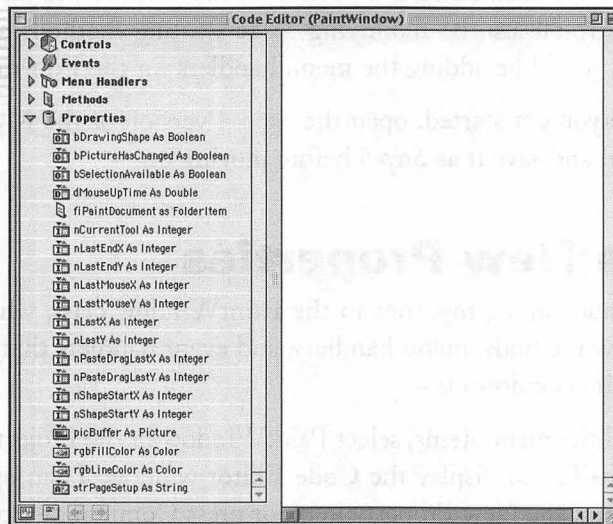 Code Editor (PaintWindow)
Controls
Events
Menu Handlers
Methods
Properties
bDrawingShape As Boolean
bPictureHasChanged As Boolean
bSelectionAvailable As Boolean
dMouseUpTime As Double
fiPaintDocument as FolderItem
nCurrentTool As Integer
nLastEndX As Integer
nLastEndY As Integer
nLastMouseX As Integer
nLastMouseY As Integer
nLastX As Integer
nLastY As Integer
nPasteDragLastX As Integer
nPasteDragLastY As Integer
nShapeStartX As Integer
nShapeStartY As Integer
picBuffer As Picture
rgbFillColor As Color
rgbLineColor As Color
strPageSetup As String